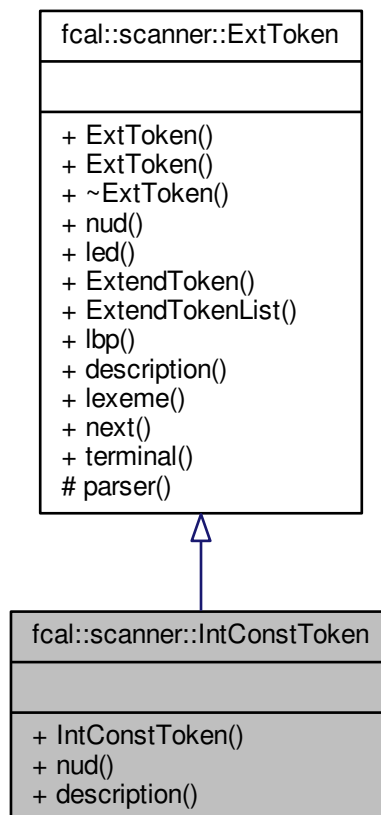 fcal::scanner::ExtToken
+ ExtToken()
+ ExtToken()
+ ~ExtToken()
+ nud()
+ led()
+ ExtendToken()
+ ExtendTokenList()
+ lbp()
+ description()
+ lexeme()
+ next()
+ terminal()
# parser()
fcal::scanner::IntConstToken
+ IntConstToken()
+ nud()
+ description()